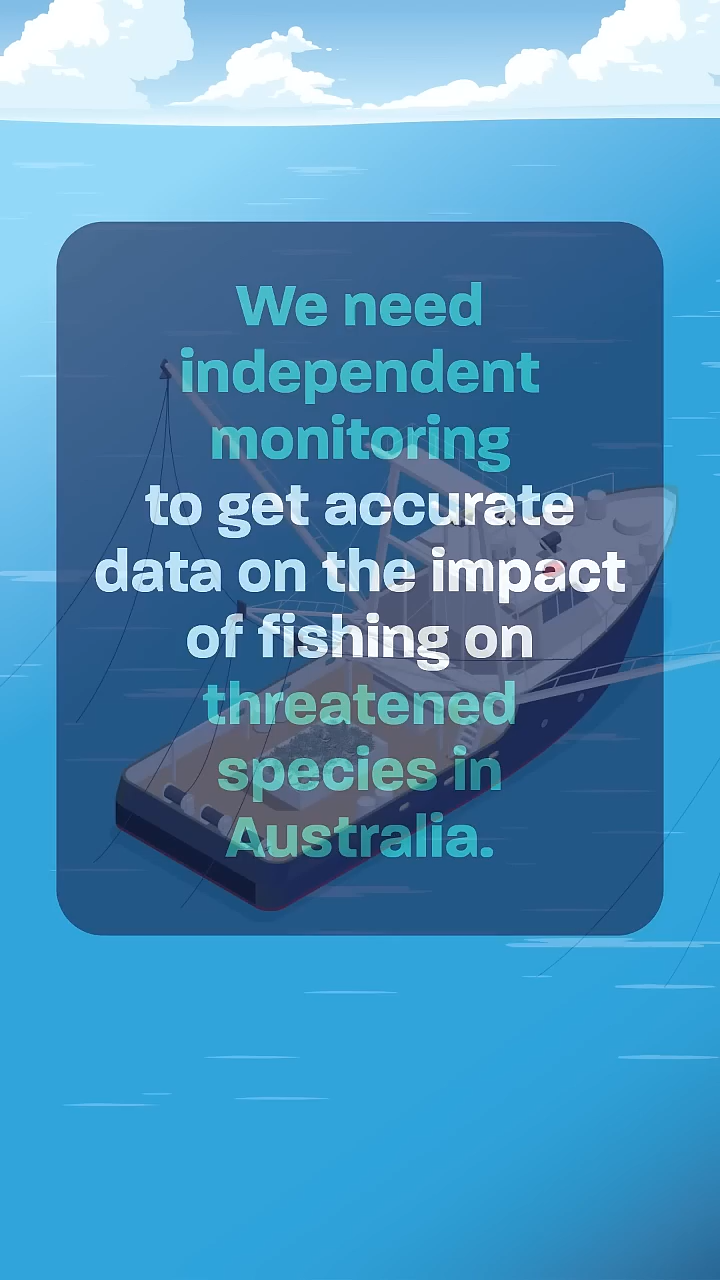 We need
independent
monitoring
to get accurate
data on the impact
of fishing on
threatened
species in
Australia.